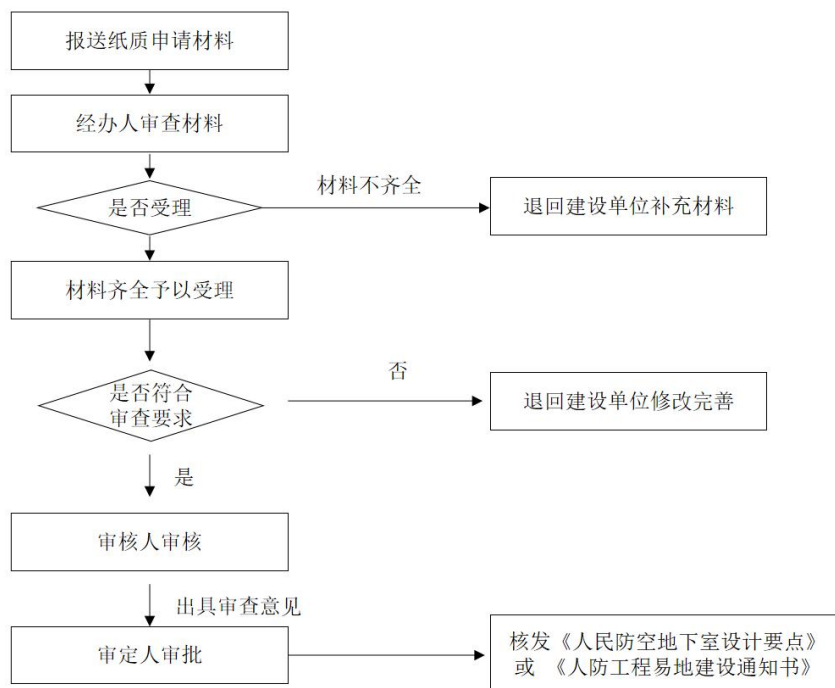 报送纸质申请材料
经办人审查材料
材料不齐全
是否受理
退回建设单位补充材料
材料齐全予以受理
否
是否符合
审查要求
退回建设单位修改完善
是
审核人审核
出具审查意见
审定人审批
核发《人民防空地下室设计要点》
或 《人防工程易地建设通知书》